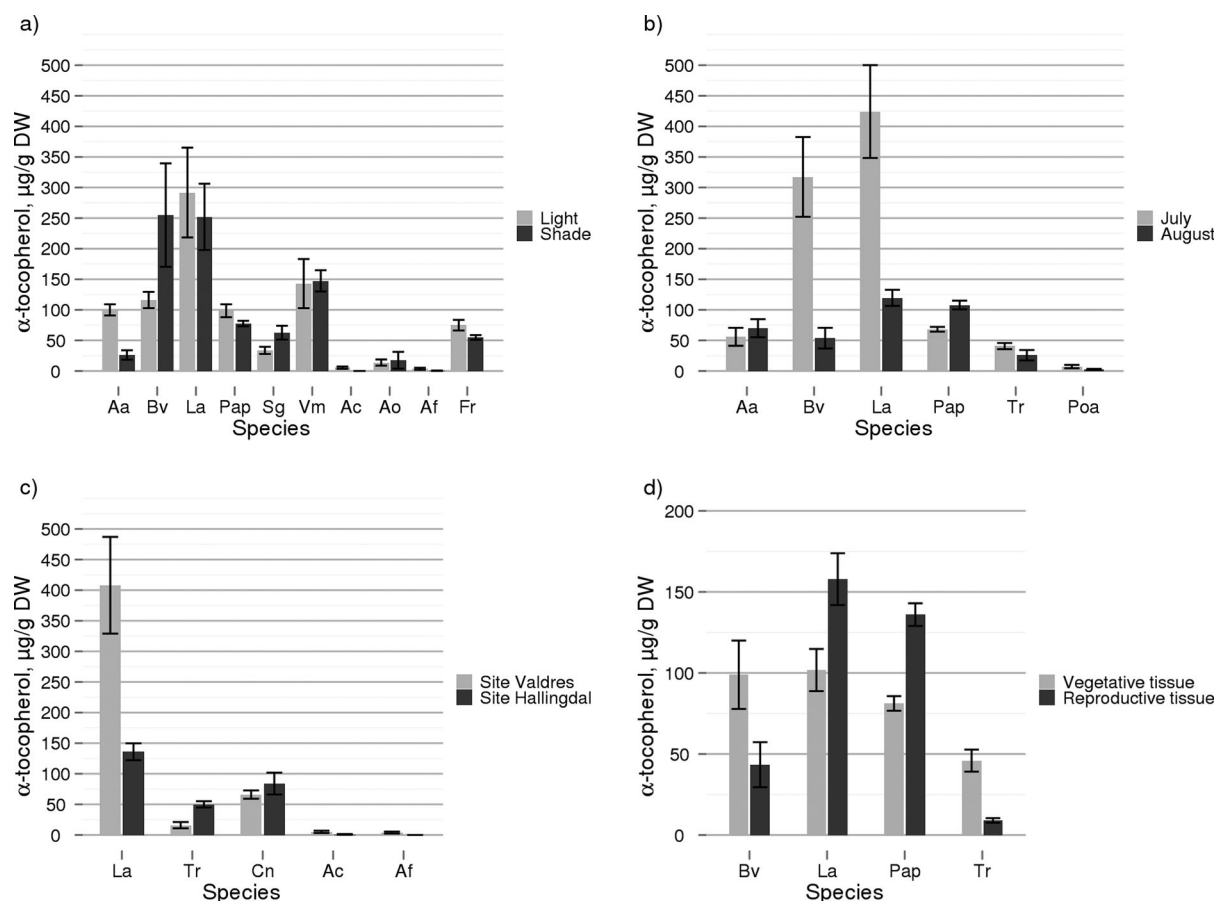 a)
α-tocopherol, µg/g DW
500
450
400
350
300
250
200
150
100
50
0
Aa Bv La Pap Sg Vm Ac Ao Af Fr
Species
Light
Shade
b)
α-tocopherol, µg/g DW
500
450
400
350
300
250
200
150
100
50
0
Aa Bv La Pap Tr Poa
Species
July
August
c)
α-tocopherol, µg/g DW
500
450
400
350
300
250
200
150
100
50
0
La Tr Cn Ac Af
Species
Site Valdres
Site Hallingdal
d)
α-tocopherol, µg/g DW
200
150
100
50
0
Bv La Pap Tr
Species
Vegetative tissue
Reproductive tissue